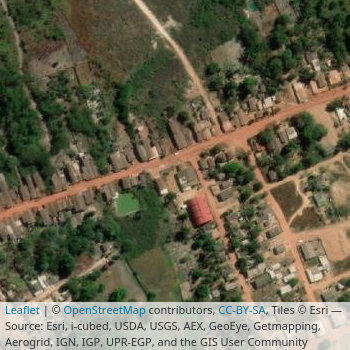 Leaflet | © OpenStreetMap contributors, CC-BY-SA, Tiles © Esri —
Source: Esri, i-cubed, USDA, USGS, AEX, GeoEye, Getmapping,
Aerogrid, IGN, IGP, UPR-EGP, and the GIS User Community